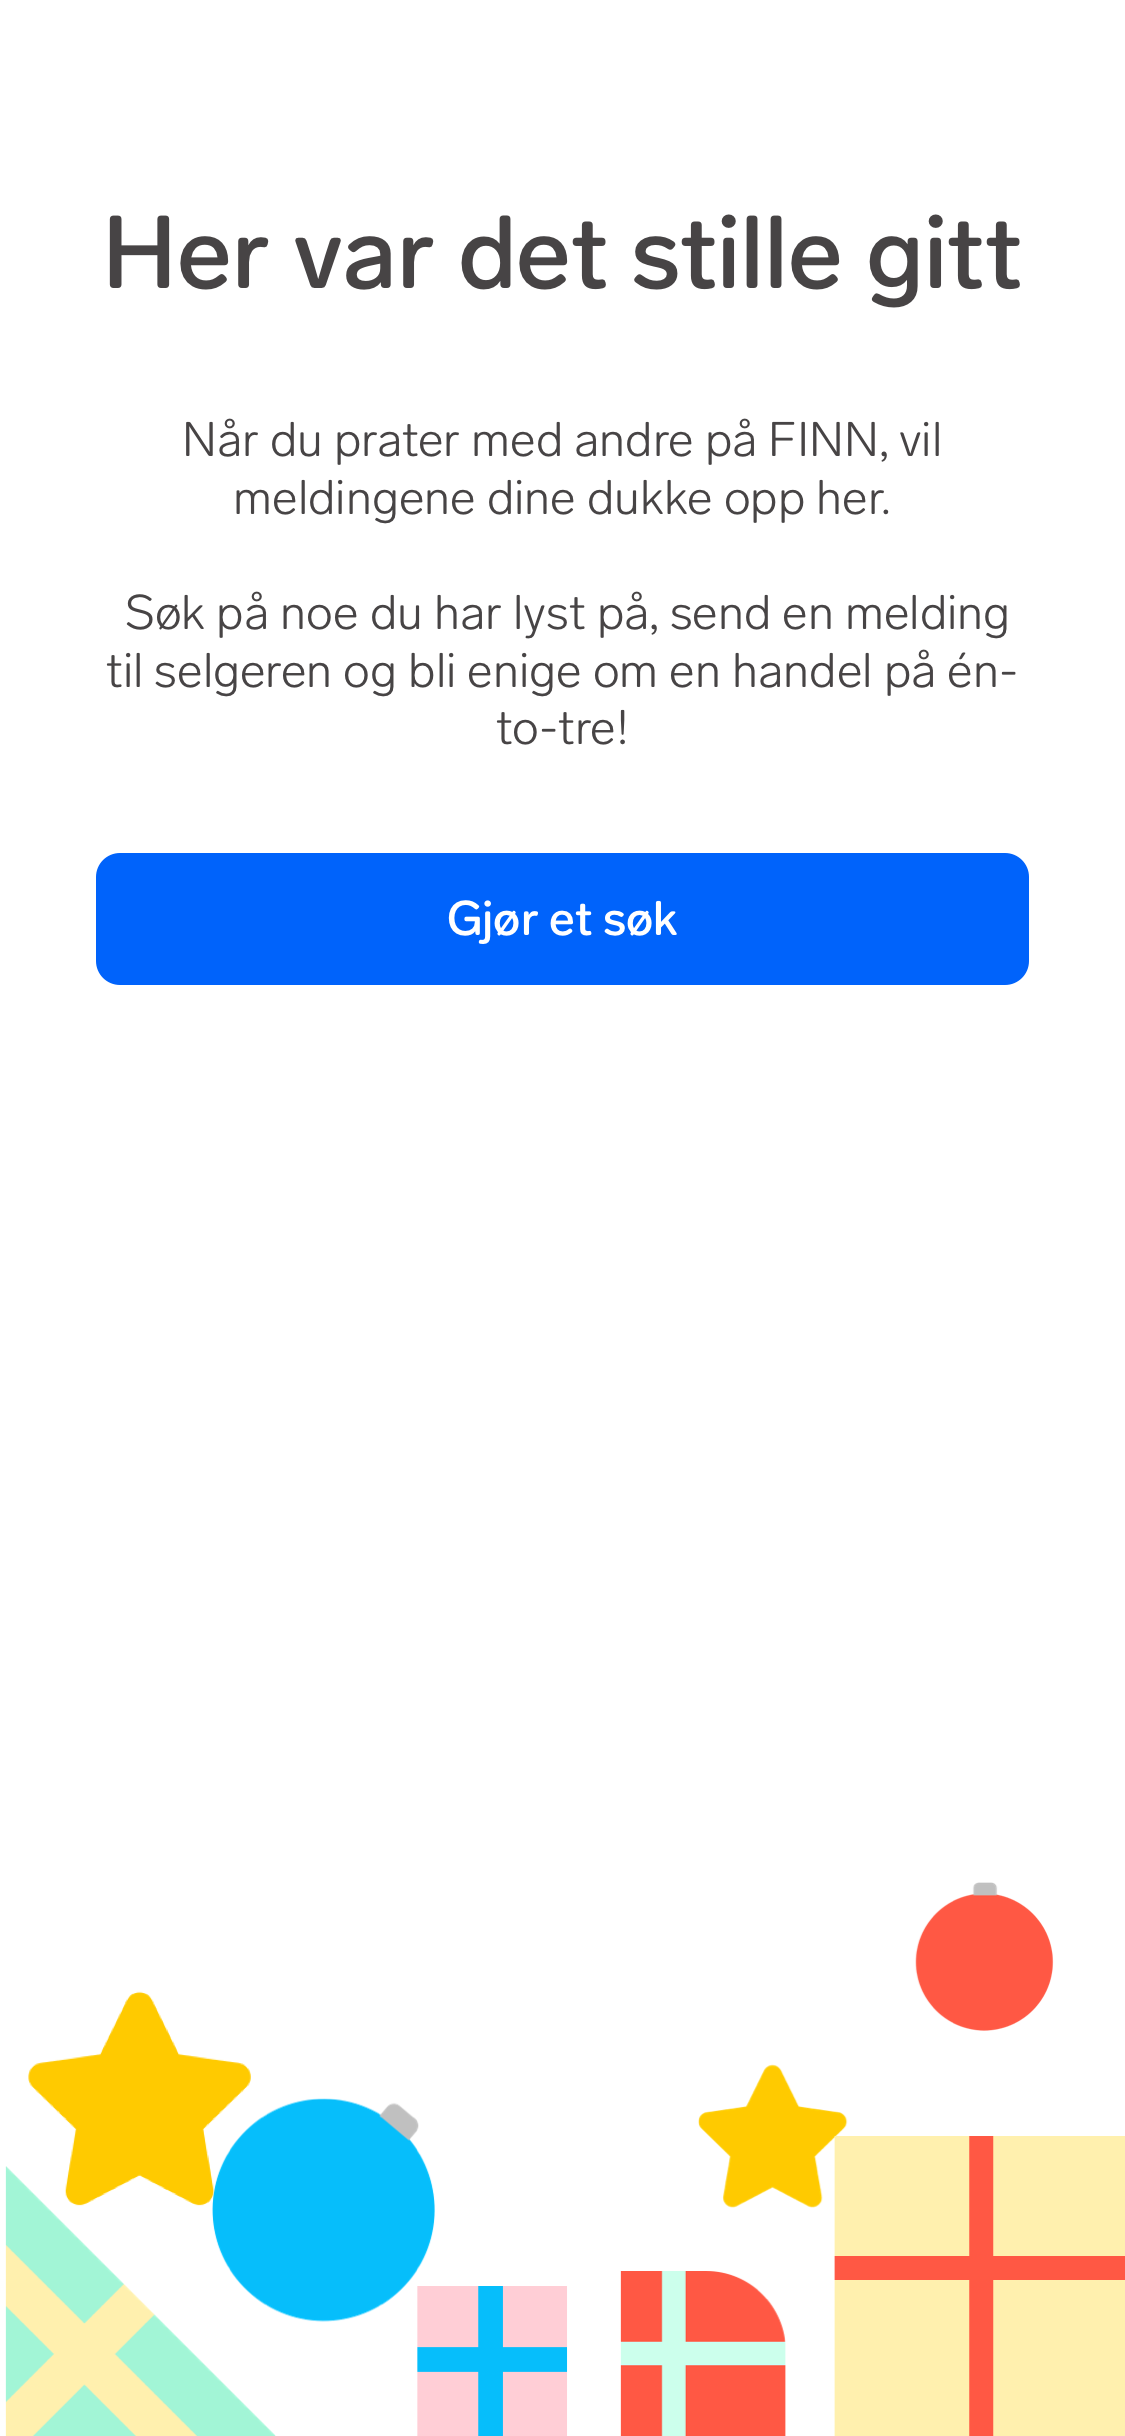 Her var det stille gitt
Når du prater med andre på FINN, vil
meldingene dine dukke opp her.
Søk på noe du har lyst på, send en melding
til selgeren og bli enige om en handel på én-
to-tre!
Gjør et søk